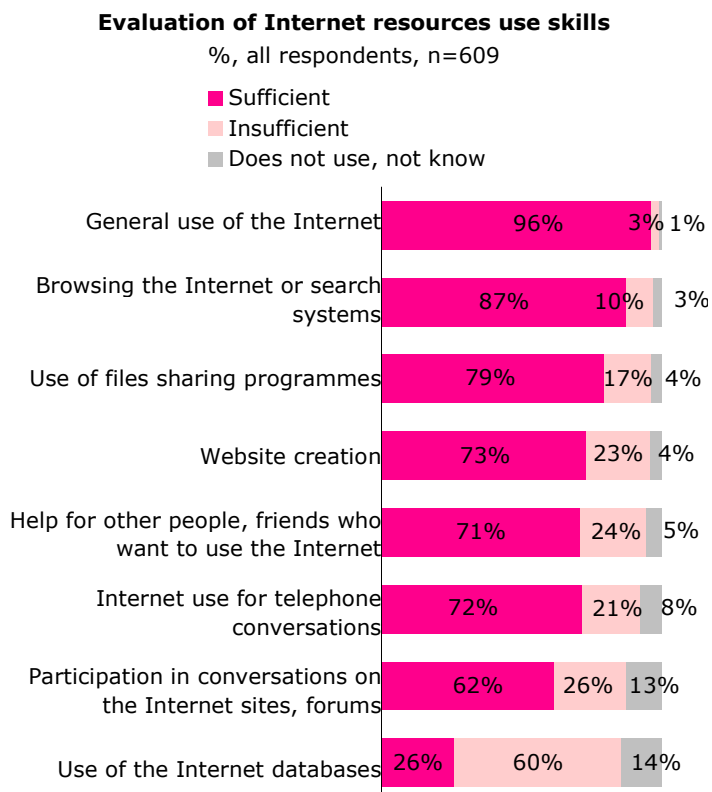 Evaluation of Internet resources use skills
%, all respondents, n=609
Sufficient
Insufficient
Does not use, not know
General use of the Internet
96%
3%
1%
Browsing the Internet or search
systems
87%
10%
3%
Use of files sharing programmes
79%
17%
4%
Website creation
73%
23%
4%
Help for other people, friends who
want to use the Internet
71%
24%
5%
Internet use for telephone
conversations
72%
21%
8%
Participation in conversations on
the Internet sites, forums
62%
26%
13%
Use of the Internet databases
26%
60%
14%